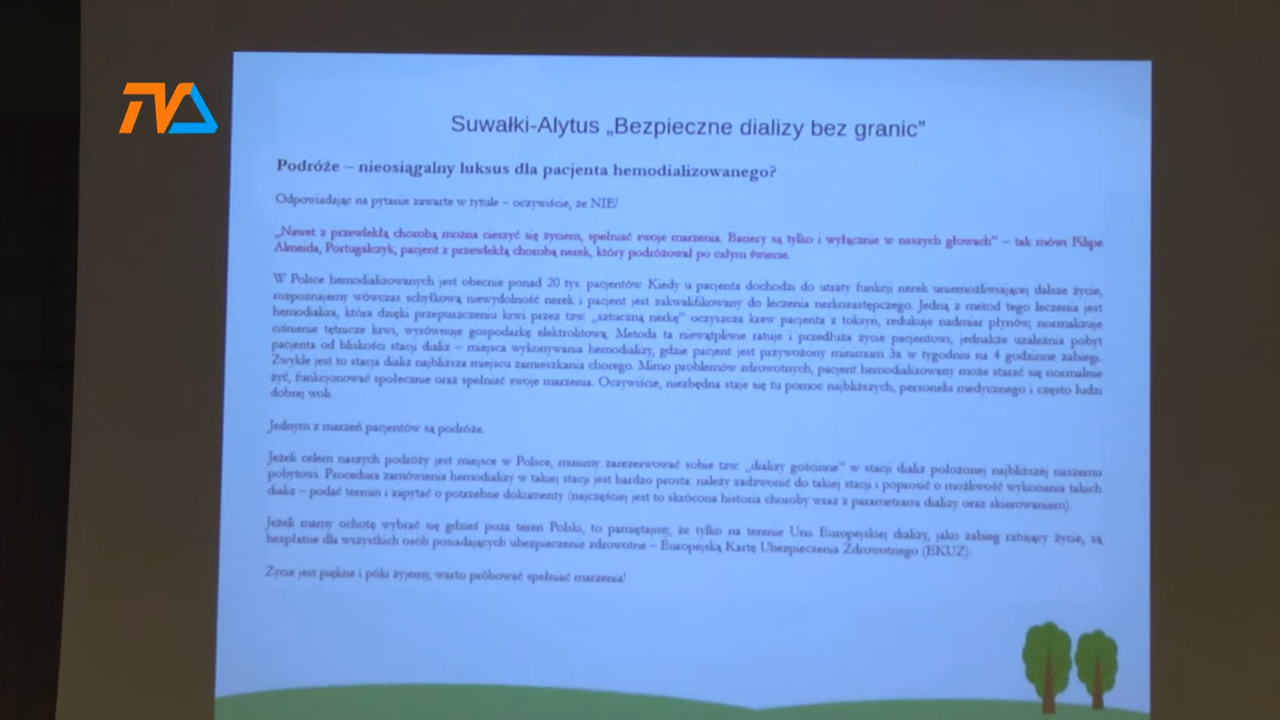 TVA
Suwałki-Alytus „Bezpieczne dializy bez granic”
Podróże – nieosiągalny luksus dla pacjenta hemodializowanego?
Odpowiadając na pytanie zawarte w tytule – oczywiście, że NIE!
„Nawet z przewlekłą chorobą można cieszyć się życiem, spełniać swoje marzenia. Bariery są tylko i wyłącznie w naszych głowach” – tak mówi Filipe
Almeida, Portugalczyk, pacjent z przewlekłą chorobą nerek, który podróżował po całym świecie.
W Polsce hemodializowanych jest obecnie ponad 20 tys. pacjentów. Kiedy u pacjenta dochodzi do utraty funkcji nerek uniemożliwiającej dalsze życie,
rozpoznajemy wówczas schyłkową niewydolność nerek i pacjent jest zakwalifikowany do leczenia nerkozastępczego. Jedną z metod tego leczenia jest
hemodializa, która dzięki przepuszczeniu krwi przez tzw. „sztuczną nerkę” oczyszcza krew pacjenta z toksyn, redukuje nadmiar płynów, normalizuje
ciśnienie tętnicze krwi, wyrównuje gospodarkę elektrolitową. Metoda ta niewątpliwie ratuje i przedłuża życie pacjentowi, jednakże uzależnia pobyt
pacjenta od bliskości stacji dializ – miejsca wykonywania hemodializy, gdzie pacjent jest przywożony minimum 3x w tygodniu na 4 godzinne zabiegi.
Zwykle jest to stacja dializ najbliższa miejscu zamieszkania chorego. Mimo problemów zdrowotnych, pacjent hemodializowany może starać się normalnie
żyć, funkcjonować społecznie oraz spełniać swoje marzenia. Oczywiście, niezbędna staje się tu pomoc najbliższych, personelu medycznego i często ludzi
dobrej woli.
Jednym z marzeń pacjentów są podróże.
Jeżeli celem naszych podróży jest miejsce w Polsce, musimy zarezerwować sobie tzw. „dializy gościnne” w stacji dializ położonej najbliższej naszemu
pobytowi. Procedura zamówienia hemodializy w takiej stacji jest bardzo prosta: należy zadzwonić do takiej stacji i poprosić o możliwość wykonania takich
dializ – podać termin i zapytać o potrzebne dokumenty (najczęściej jest to skrócona historia choroby wraz z parametrami dializy oraz skierowaniem).
Jeżeli mamy ochotę wybrać się gdzieś poza teren Polski, to pamiętajmy, że tylko na terenie Unii Europejskiej dializy, jako zabieg ratujący życie, są
bezpłatne dla wszystkich osób posiadających ubezpieczenie zdrowotne – Europejską Kartę Ubezpieczenia Zdrowotnego (EKUZ).
Życie jest piękne i póki żyjemy, warto próbować spełniać marzenia!